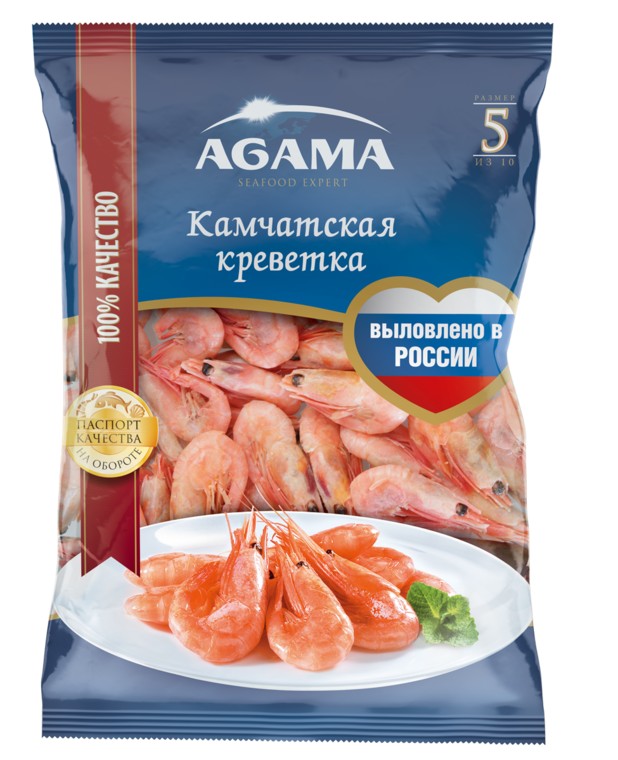 РАЗМЕР
5
ИЗ 10
AGAMA
SEAFOOD EXPERT
Камчатская
креветка
100% КАЧЕСТВО
ВЫЛОВЛЕНО В
РОССИИ
ПАСПОРТ
КАЧЕСТВА
НА ОБОРОТЕ